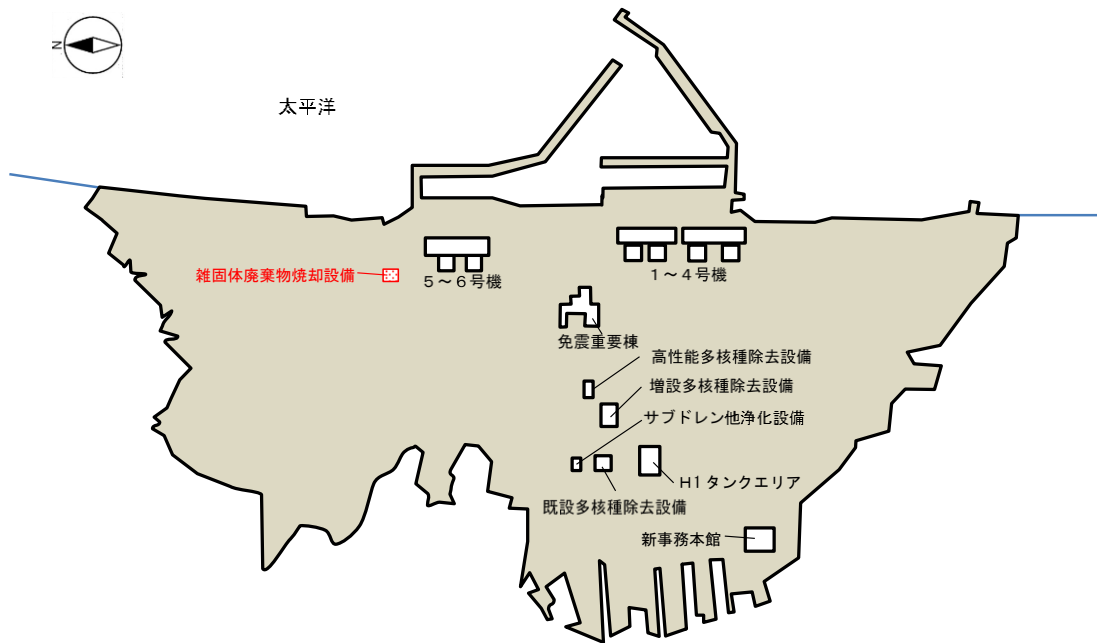 N
太平洋
雑固体廃棄物焼却設備
５～６号機
１～４号機
免震重要棟
高性能多核種除去設備
増設多核種除去設備
サブドレン他浄化設備
H1タンクエリア
既設多核種除去設備
新事務本館